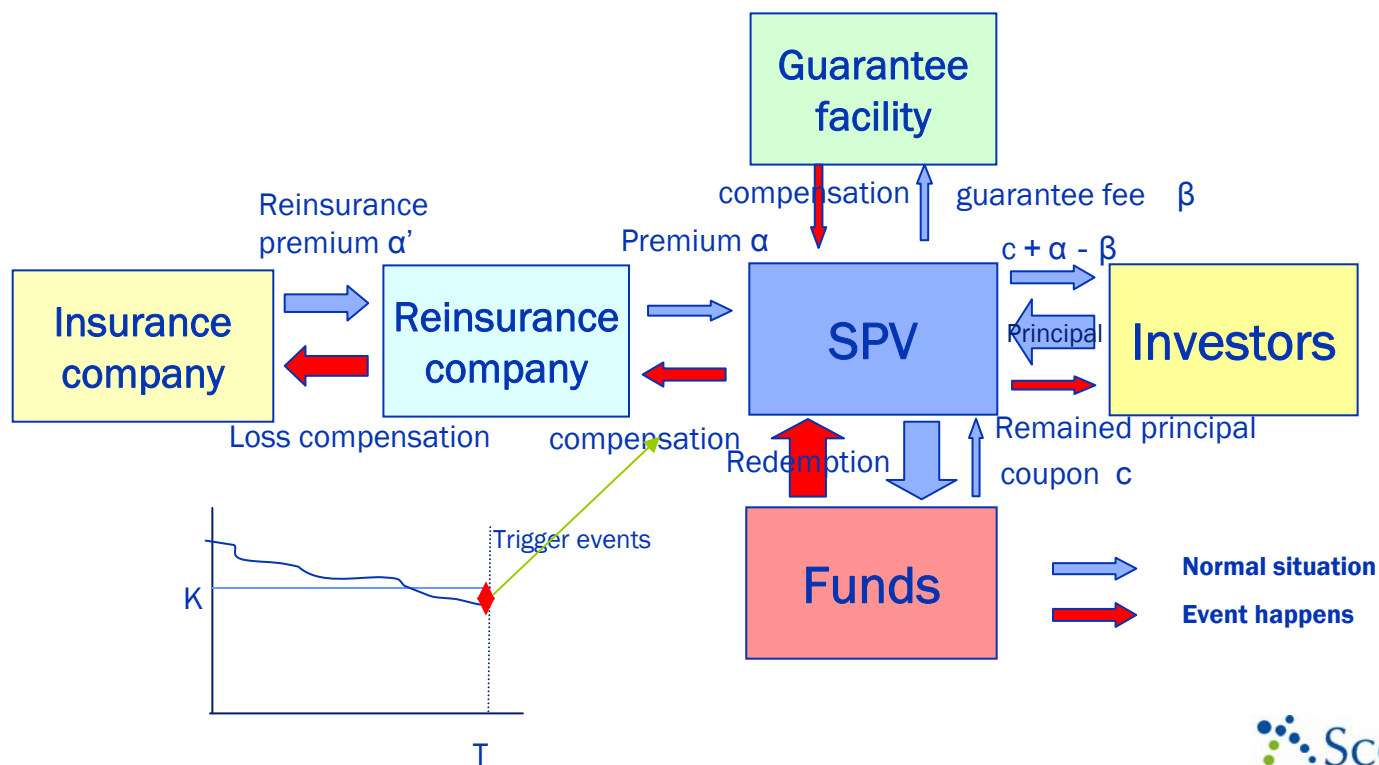 Guarantee
facility
compensation
guarantee fee β
Reinsurance
premium α’
Premium α
c + α - β
Insurance
company
Reinsurance
company
SPV
Principal
Investors
Loss compensation
compensation
Redemption
Remained principal
coupon c
Trigger events
Funds
Normal situation
Event happens
K
T